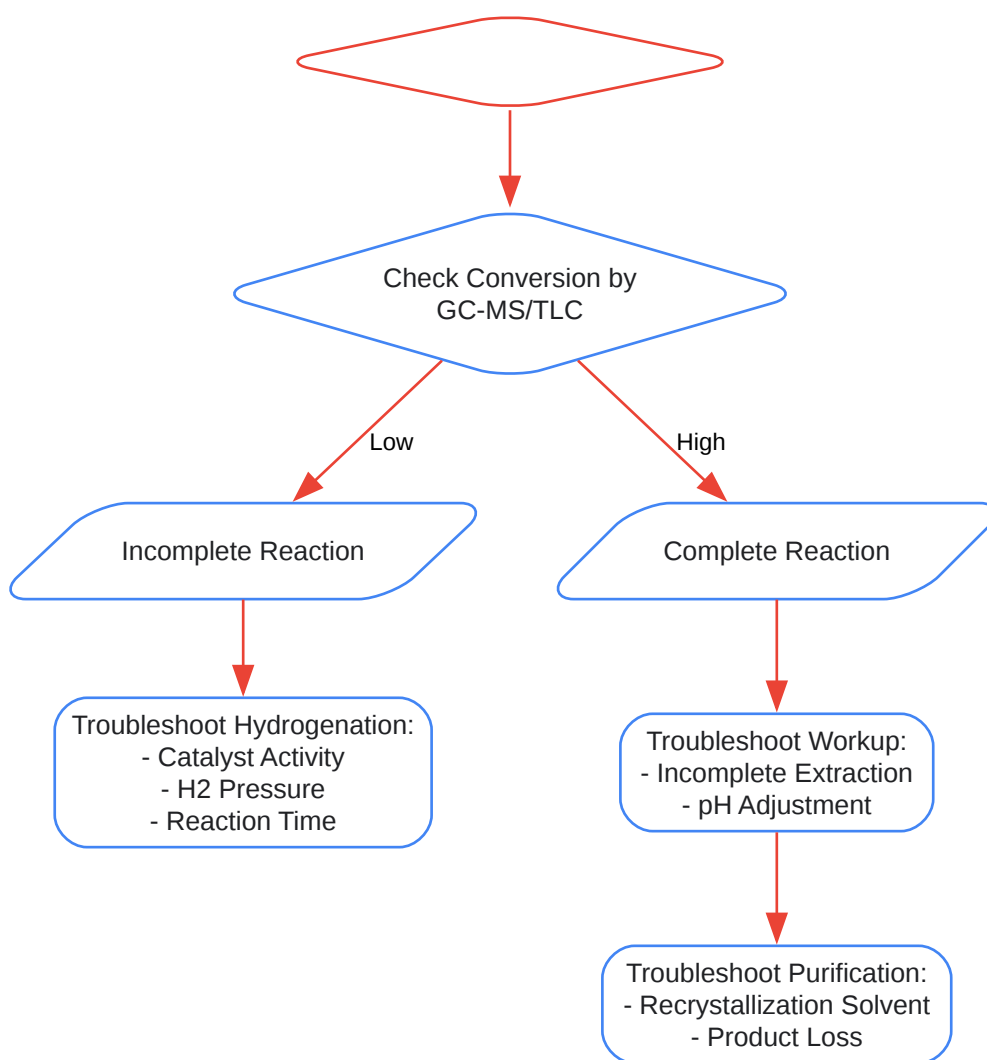 Check Conversion by
GC-MS/TLC
Low
High
Incomplete Reaction
Complete Reaction
Troubleshoot Hydrogenation:
- Catalyst Activity
- H2 Pressure
- Reaction Time
Troubleshoot Workup:
- Incomplete Extraction
- pH Adjustment
Troubleshoot Purification:
- Recrystallization Solvent
- Product Loss